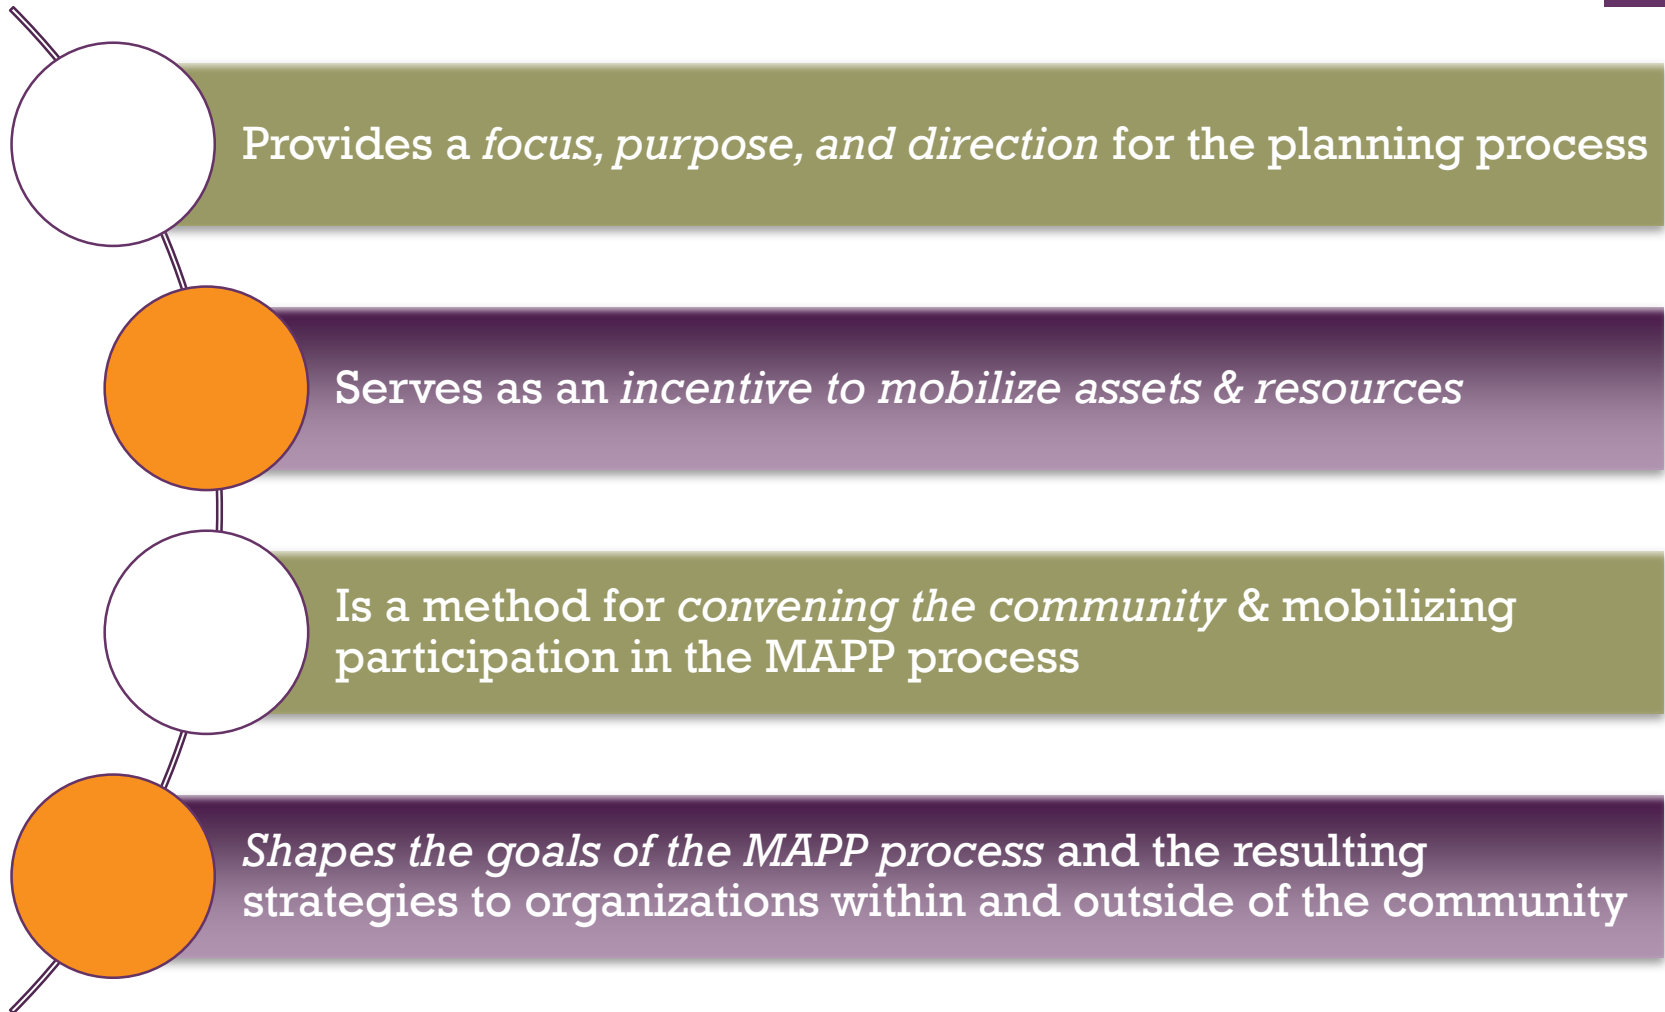 Provides a focus, purpose, and direction for the planning process
Serves as an incentive to mobilize assets & resources
Is a method for convening the community & mobilizing
participation in the MAPP process
Shapes the goals of the MAPP process and the resulting
strategies to organizations within and outside of the community